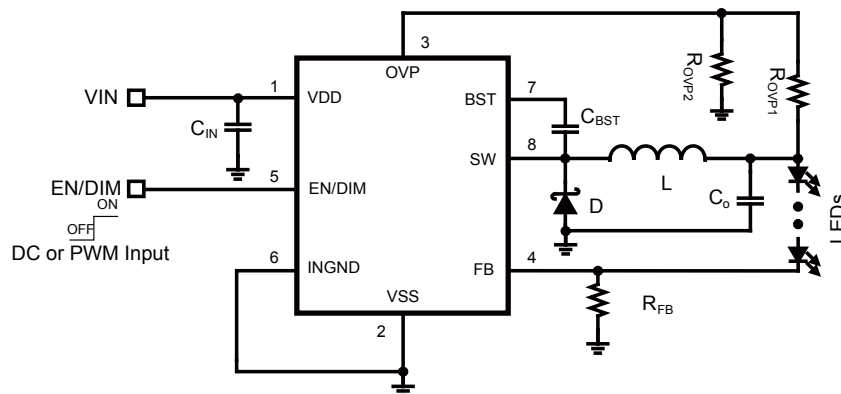 3
OVP
R_OVP2
R_OVP1
VIN
1
VDD
7
BST
C_IN
C_BST
8
SW
L
EN/DIM
5
EN/DIM
D
C_o
LEDs
ON
OFF
DC or PWM Input
6
INGND
4
FB
R_FB
VSS
2